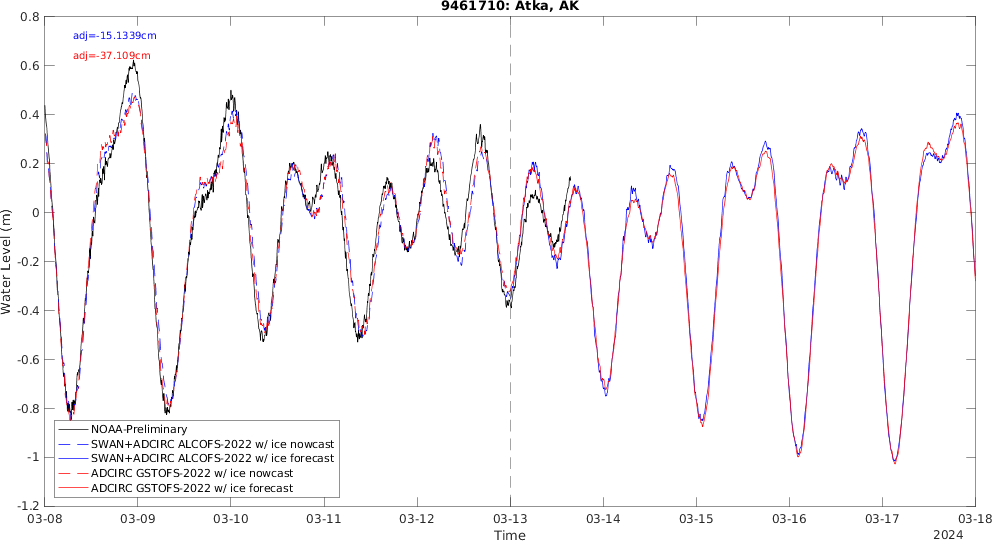 9461710: Atka, AK
adj=-15.1339cm
adj=-37.109cm
0.8
0.6
0.4
0.2
0
-0.2
-0.4
-0.6
-0.8
-1
-1.2
Water Level (m)
NOAA-Preliminary
SWAN+ADCIRC ALCOFS-2022 w/ ice nowcast
SWAN+ADCIRC ALCOFS-2022 w/ ice forecast
ADCIRC GSTOFS-2022 w/ ice nowcast
ADCIRC GSTOFS-2022 w/ ice forecast
03-08 03-09 03-10 03-11 03-12 03-13 03-14 03-15 03-16 03-17 03-18
Time
2024